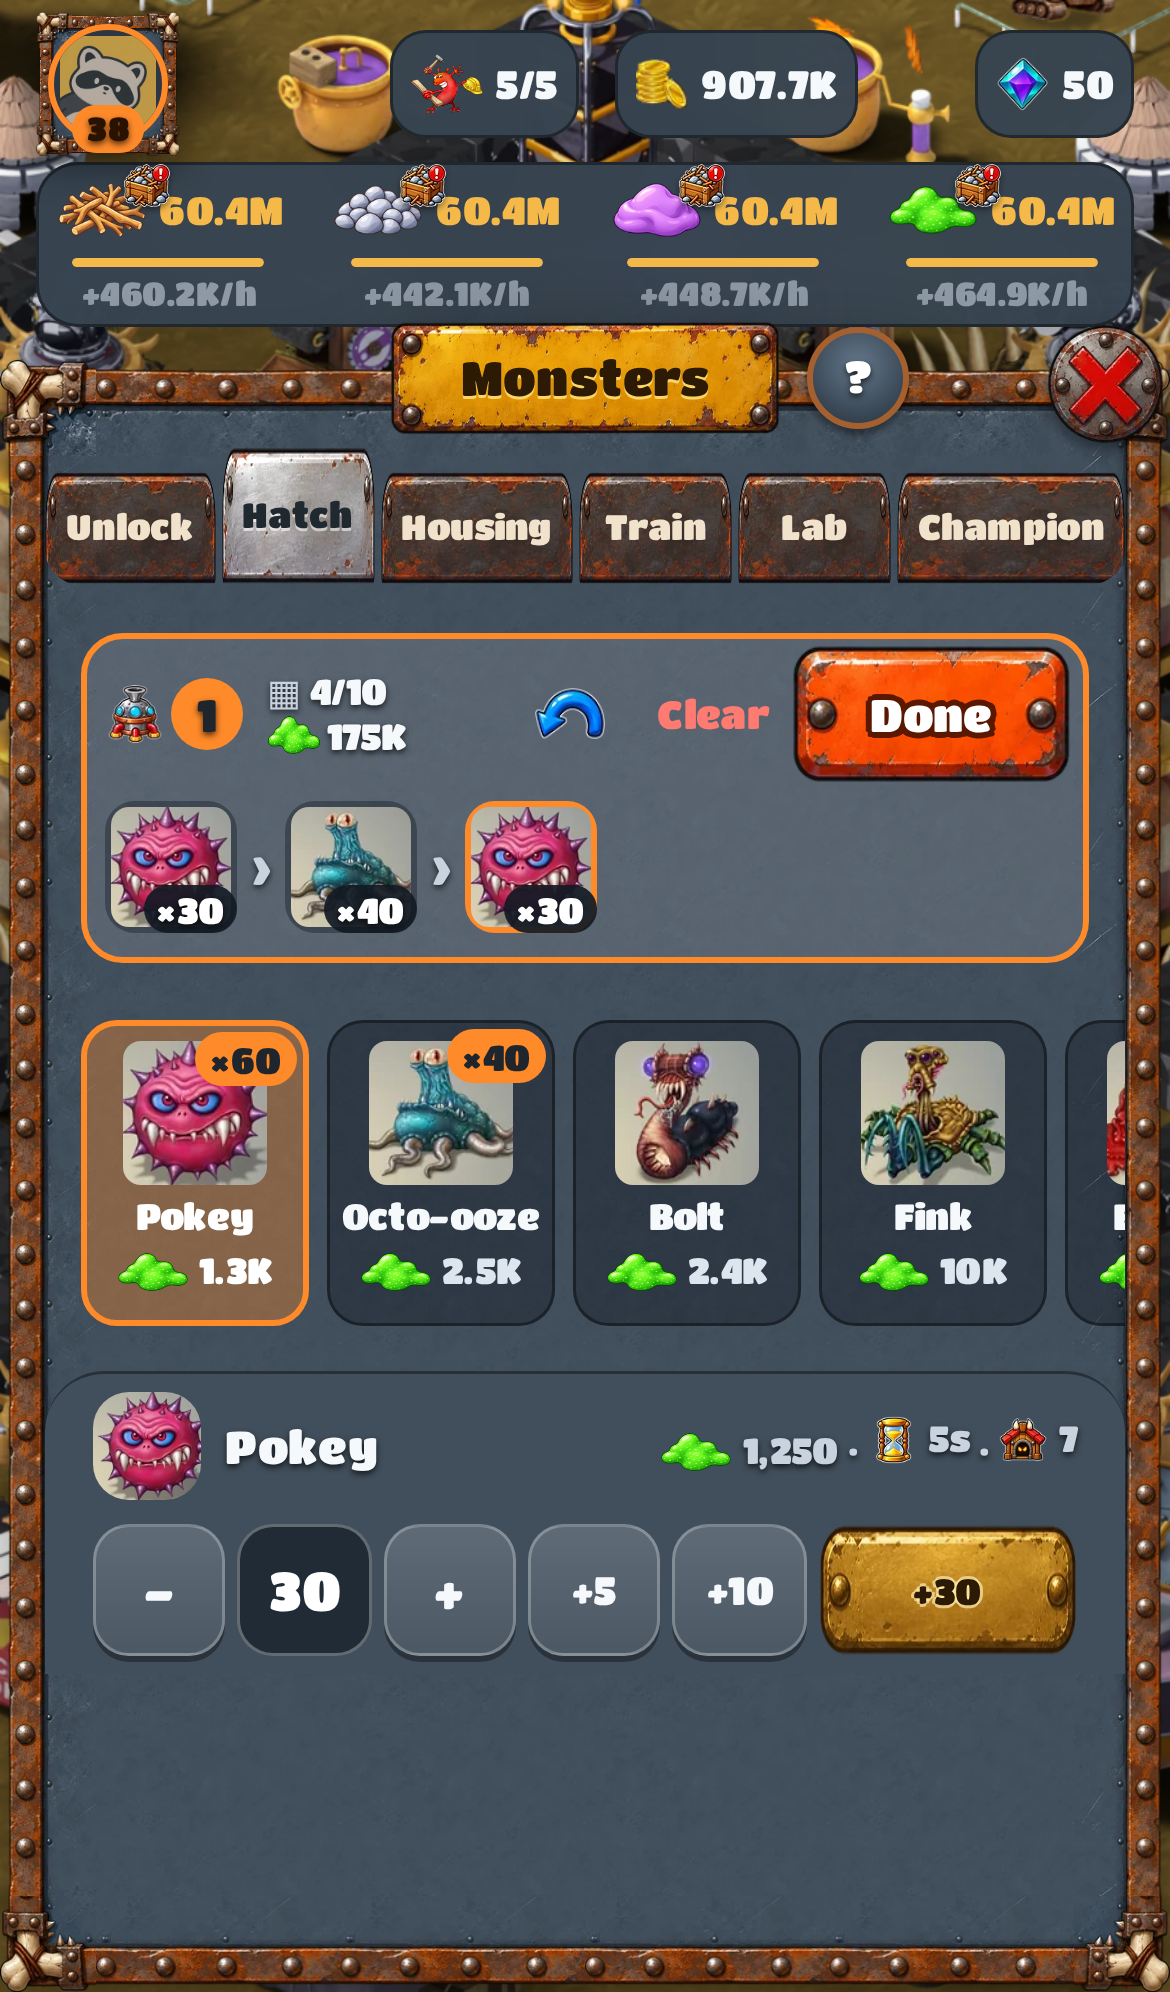 38
5/5
907.7K
50
60.4M
60.4M
60.4M
60.4M
+460.2K/h
+442.1K/h
+448.7K/h
+464.9K/h
Monsters
?
Unlock
Hatch
Housing
Train
Lab
Champion
1
4/10
175K
Clear
Done
×30
×40
×30
×60
×40
Pokey
Octo-ooze
Bolt
Fink
1.3K
2.5K
2.4K
10K
Pokey
1,250 · 5s · 7
-
30
+
+5
+10
+30